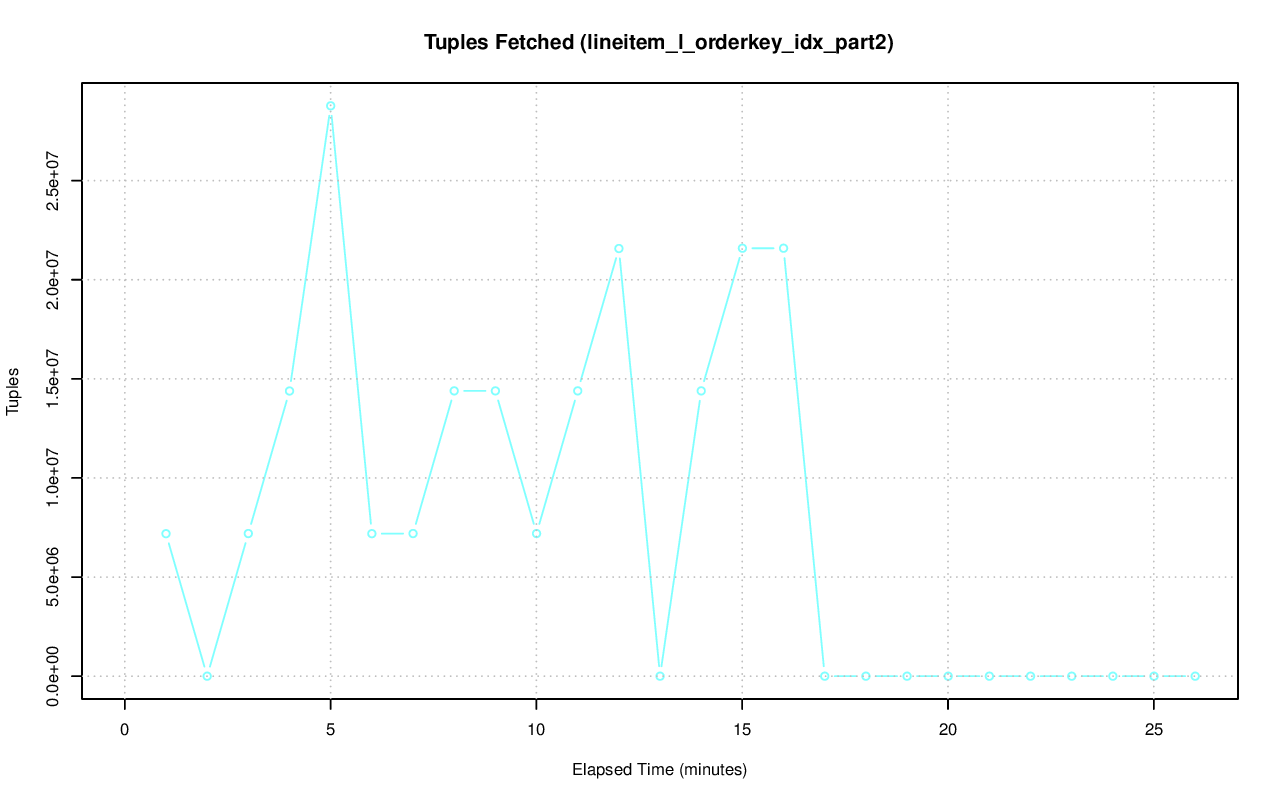 Tuples Fetched (lineitem_l_orderkey_idx_part2)
Tuples
2.5e+07
2.0e+07
1.5e+07
1.0e+07
5.0e+06
0.0e+00
0 5 10 15 20 25
Elapsed Time (minutes)